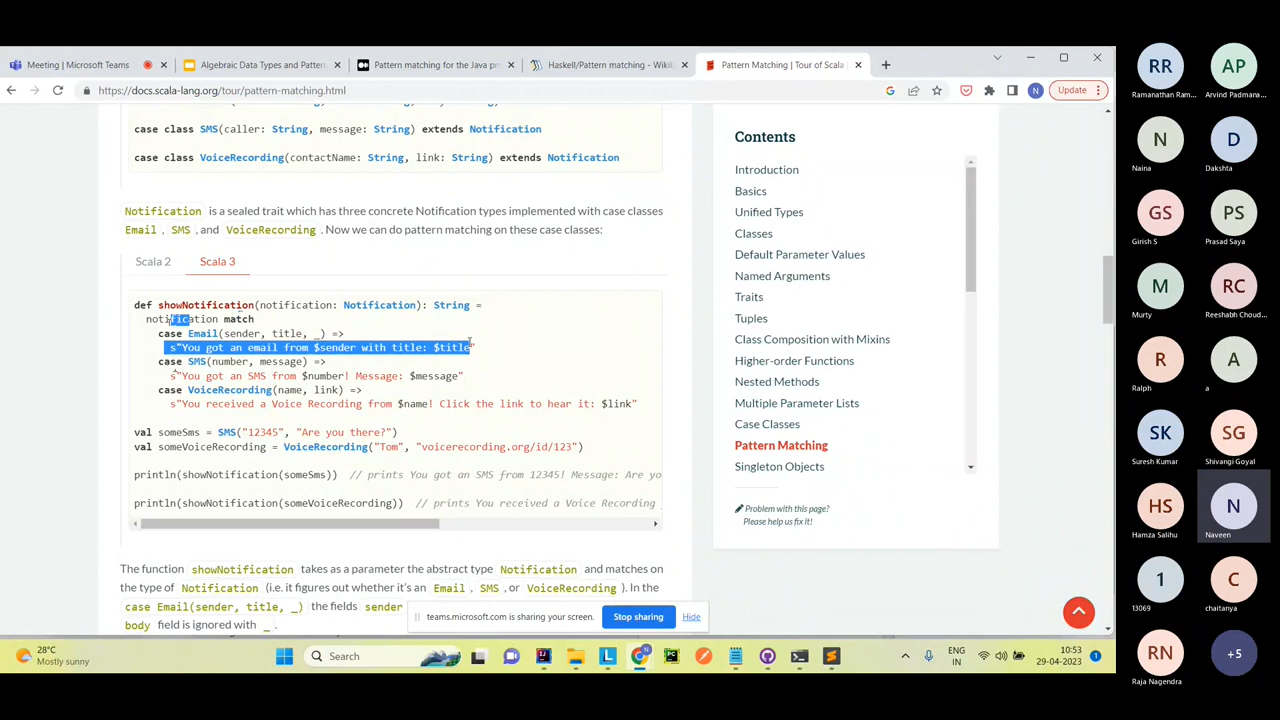 Meeting | Microsoft Teams
Algebraic Data Types and Patter
Pattern matching for the Java pr
Haskell/Pattern matching - Wikib
Pattern Matching | Tour of Scala
https://docs.scala-lang.org/tour/pattern-matching.html
Update
case class SMS(caller: String, message: String) extends Notification
case class VoiceRecording(contactName: String, link: String) extends Notification
Notification is a sealed trait which has three concrete Notification types implemented with case classes
Email , SMS , and VoiceRecording . Now we can do pattern matching on these case classes:
Scala 2 Scala 3
def showNotification(notification: Notification): String =
notification match
case Email(sender, title, _) =>
s"You got an email from $sender with title: $title"
case SMS(number, message) =>
s"You got an SMS from $number! Message: $message"
case VoiceRecording(name, link) =>
s"You received a Voice Recording from $name! Click the link to hear it: $link"
val someSms = SMS("12345", "Are you there?")
val someVoiceRecording = VoiceRecording("Tom", "voicerecording.org/id/123")
println(showNotification(someSms)) // prints You got an SMS from 12345! Message: Are yo
println(showNotification(someVoiceRecording)) // prints You received a Voice Recording
The function showNotification takes as a parameter the abstract type Notification and matches on
the type of Notification (i.e. it figures out whether it's an Email , SMS , or VoiceRecording ). In the
case Email(sender, title, _) the fields sender
body field is ignored with _ .
Contents
Introduction
Basics
Unified Types
Classes
Default Parameter Values
Named Arguments
Traits
Tuples
Class Composition with Mixins
Higher-order Functions
Nested Methods
Multiple Parameter Lists
Case Classes
Pattern Matching
Singleton Objects
Problem with this page?
Please help us fix it!
teams.microsoft.com is sharing your screen.
Stop sharing
Hide
28°C
Mostly sunny
Search
ENG
IN
10:53
29-04-2023
1
N
RR
Ramanathan Ram...
AP
Arvind Padmana...
N
Naina
D
Dakshta
GS
Girish S
PS
Prasad Saya
M
Murty
RC
Reeshabh Choud...
R
Ralph
A
a
SK
Suresh Kumar
SG
Shivangi Goyal
HS
Hamza Salihu
N
Naveen
1
13069
C
chaitanya
RN
Raja Nagendra
+5